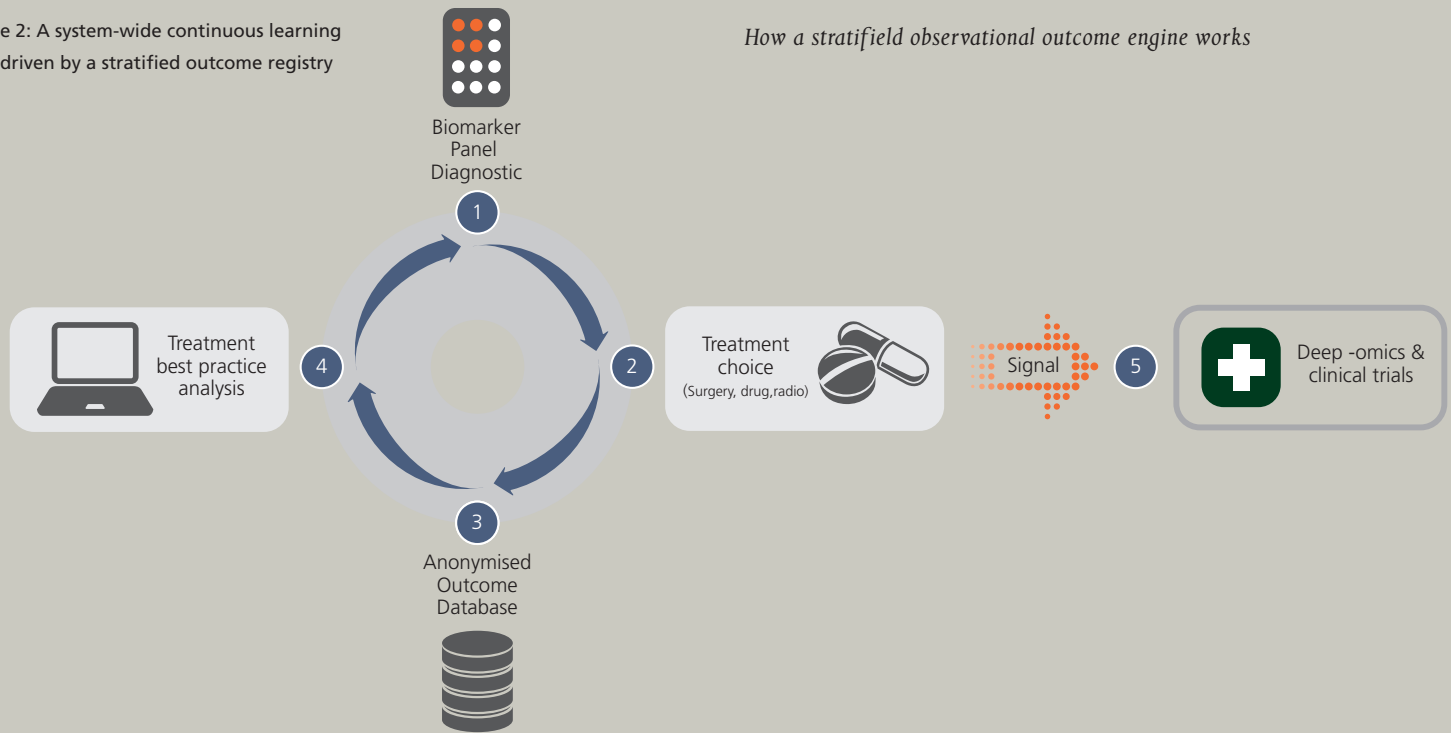 e 2: A system-wide continuous learning
driven by a stratified outcome registry
How a stratifield observational outcome engine works
Biomarker
Panel
Diagnostic
1
Treatment
best practice
analysis
4
2
Treatment
choice
(Surgery, drug,radio)
Signal
5
Deep -omics &
clinical trials
3
Anonymised
Outcome
Database